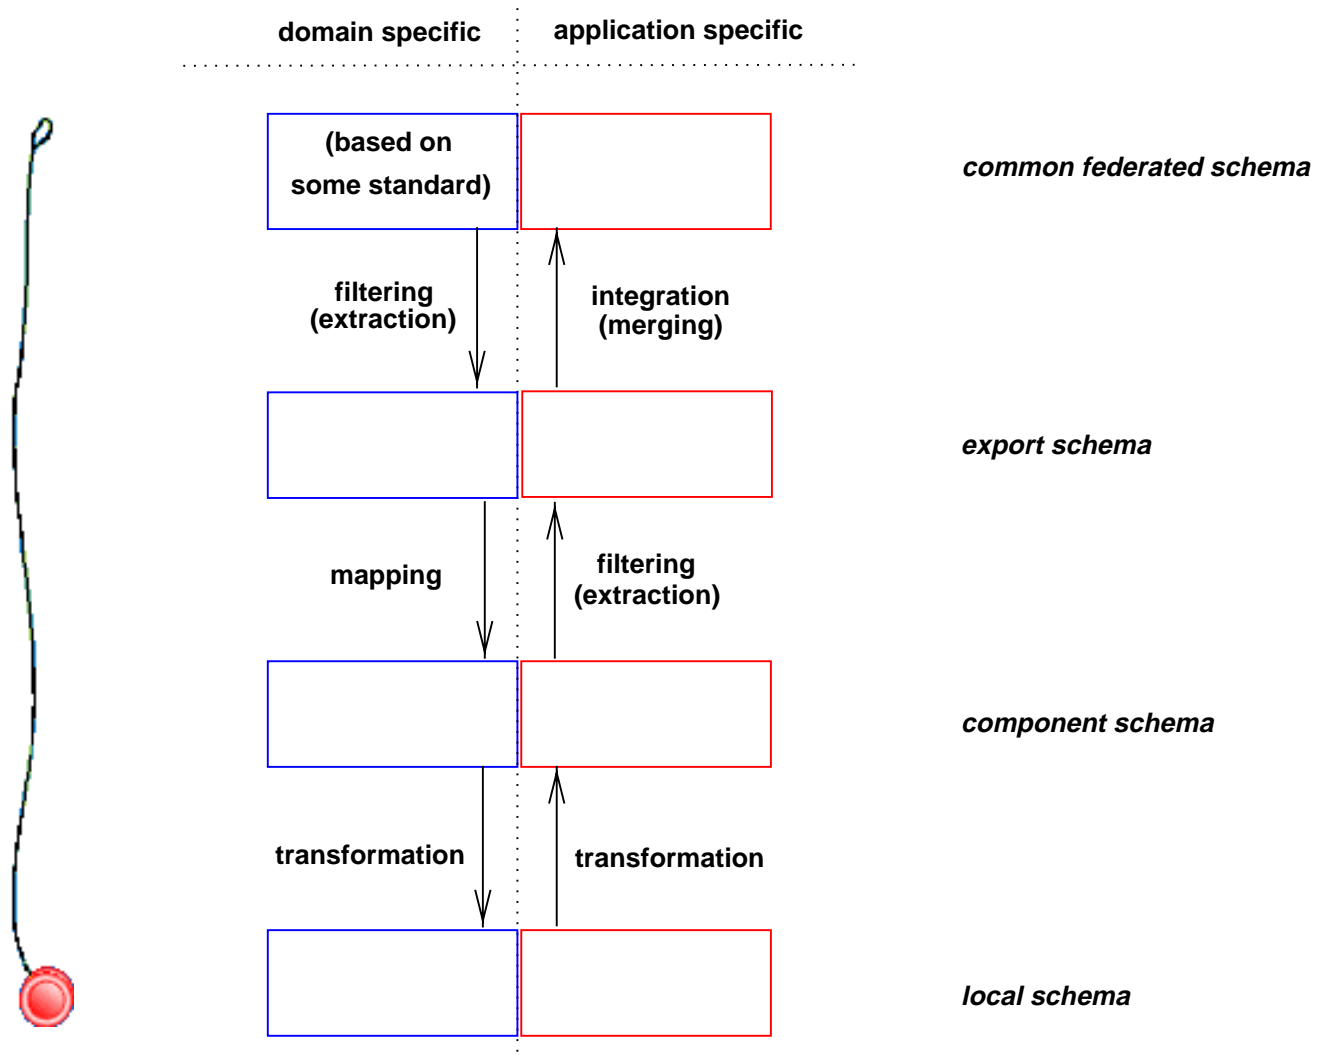 domain specific
application specific
(based on
some standard)
common federated schema
filtering
(extraction)
integration
(merging)
export schema
mapping
filtering
(extraction)
component schema
transformation
transformation
local schema